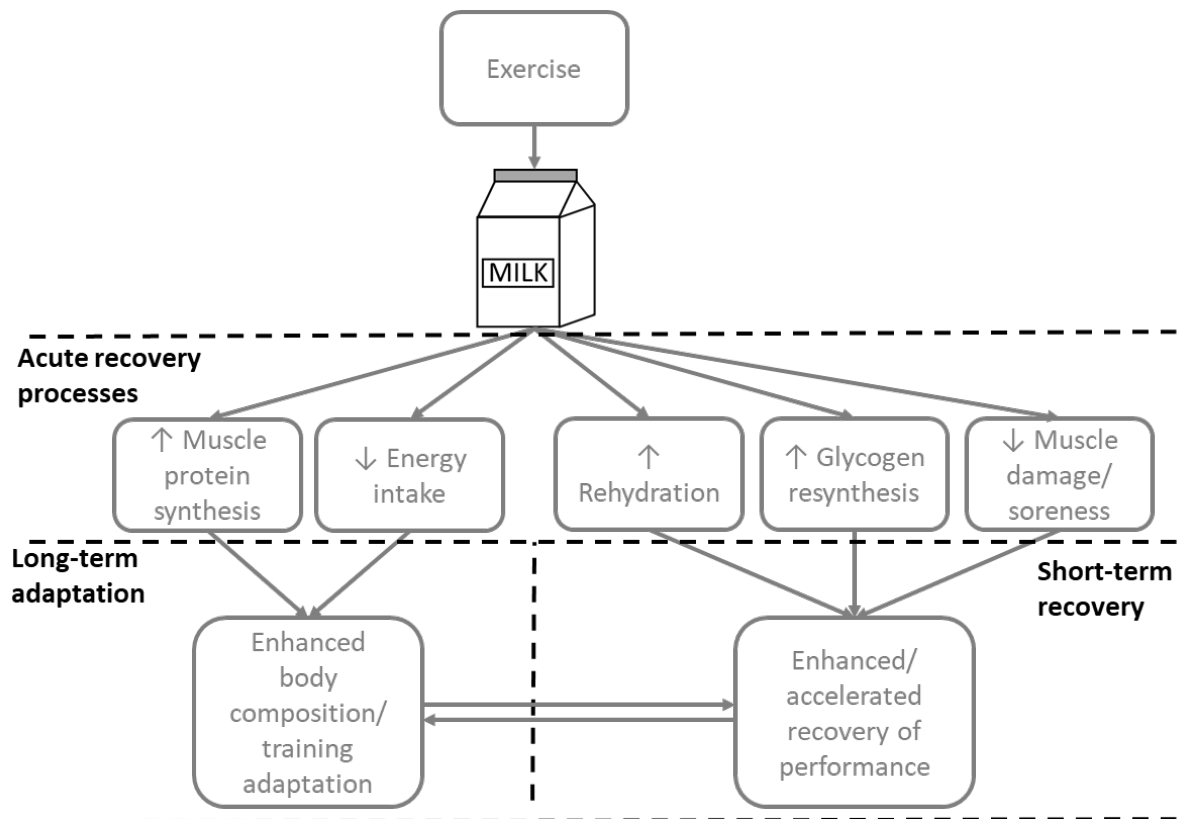 Exercise
MILK
Acute recovery
processes
↑ Muscle
protein
synthesis
↓ Energy
intake
↑
Rehydration
↑ Glycogen
resynthesis
↓ Muscle
damage/
soreness
Long-term
adaptation
Short-term
recovery
Enhanced
body
composition/
training
adaptation
Enhanced/
accelerated
recovery of
performance